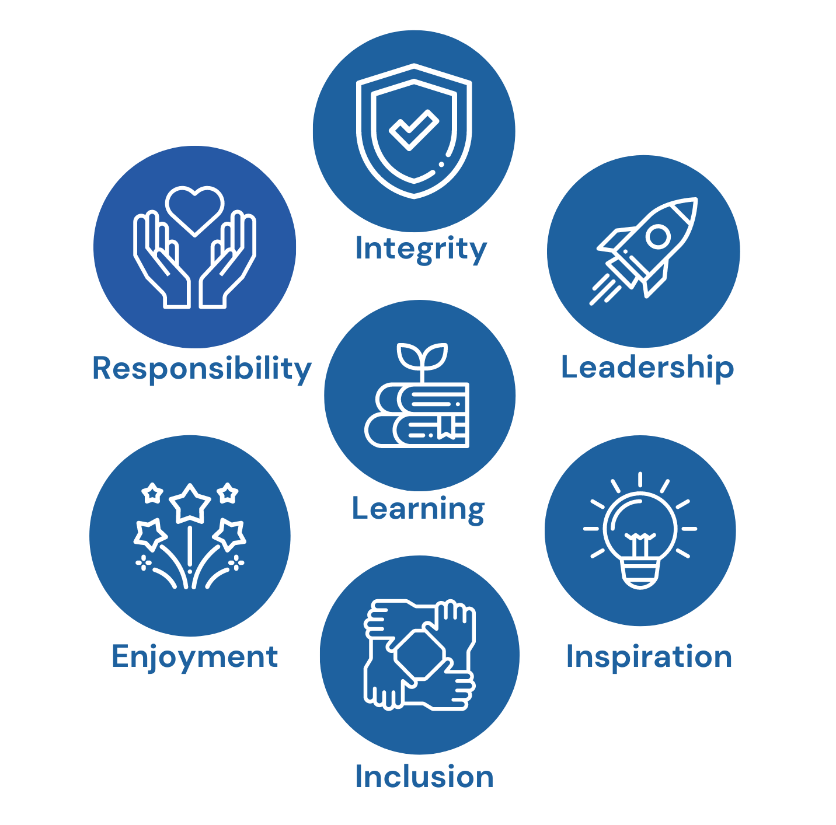 Integrity
Responsibility
Leadership
Learning
Enjoyment
Inspiration
Inclusion